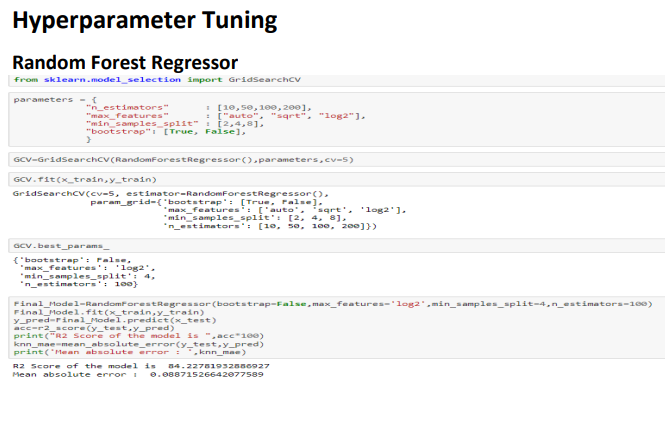 Hyperparameter Tuning
Random Forest Regressor
from sklearn.model_selection import GridSearchCV
parameters = {
"n_estimators" : [10,50,100,200],
"max_features" : ["auto", "sqrt", "log2"],
"min_samples_split" : [2,4,8],
"bootstrap": [True, False],
}
GCV=GridSearchCV(RandomForestRegressor(),parameters,cv=5)
GCV.fit(x_train,y_train)
GridSearchCV(cv=5, estimator=RandomForestRegressor(),
param_grid={'bootstrap': [True, False],
'max_features': ['auto', 'sqrt', 'log2'],
'min_samples_split': [2, 4, 8],
'n_estimators': [10, 50, 100, 200]})
GCV.best_params_
{'bootstrap': False,
'max_features': 'log2',
'min_samples_split': 4,
'n_estimators': 100}
Final_Model=RandomForestRegressor(bootstrap=False,max_features='log2',min_samples_split=4,n_estimators=100)
Final_Model.fit(x_train,y_train)
y_pred=Final_Model.predict(x_test)
acc=r2_score(y_test,y_pred)
print("R2 Score of the model is ",acc*100)
knn_mae=mean_absolute_error(y_test,y_pred)
print('Mean absolute error : ',knn_mae)
R2 Score of the model is 84.22781932886927
Mean absolute error : 0.08871526642077589